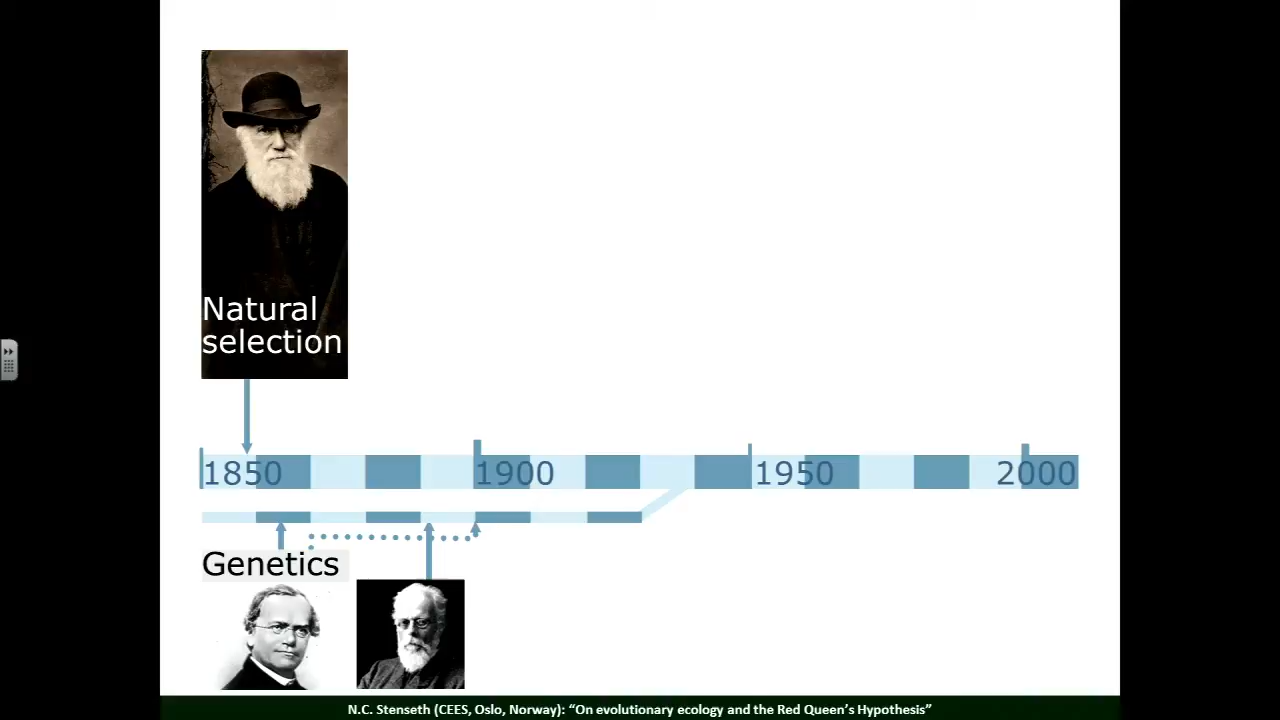 Natural
selection
1850 1900 1950 2000
Genetics
N.C. Stenseth (CEES, Oslo, Norway): “On evolutionary ecology and the Red Queen’s Hypothesis”